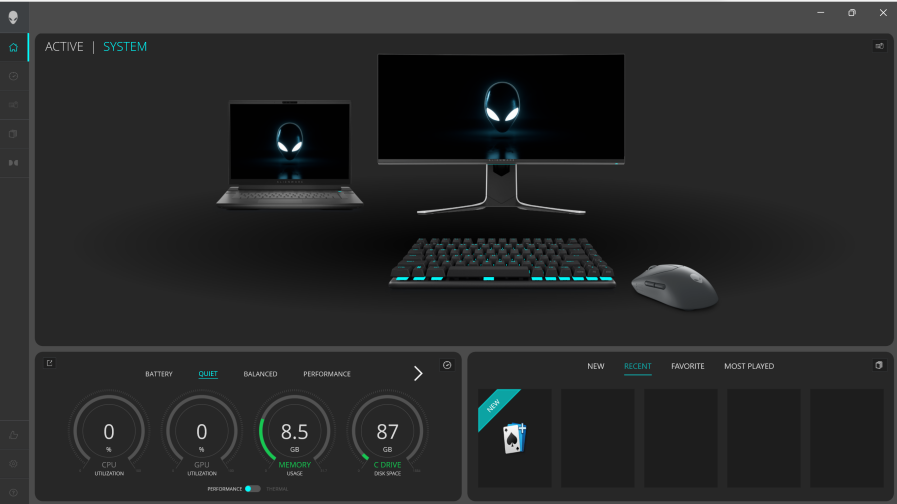 ACTIVE | SYSTEM
BATTERY QUIET BALANCED PERFORMANCE
0 0 8.5 87
% % GB GB
CPU GPU MEMORY C DRIVE
UTILIZATION UTILIZATION USAGE DISK SPACE
PERFORMANCE THERMAL
NEW RECENT FAVORITE MOST PLAYED
NEW